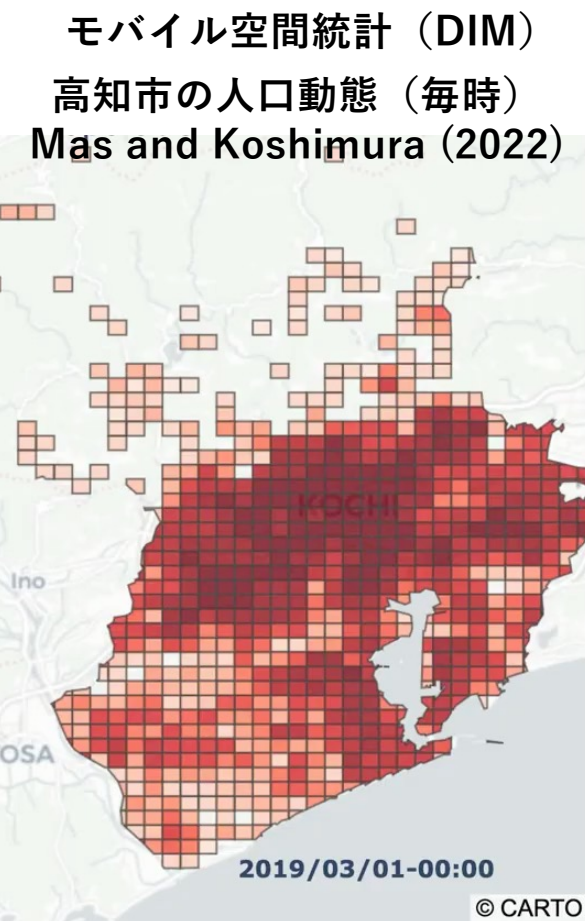 モバイル空間統計（DIM）
高知市の人口動態（毎時）
Mas and Koshimura (2022)
KOCHI
Ino
OSA
2019/03/01-00:00
© CARTO